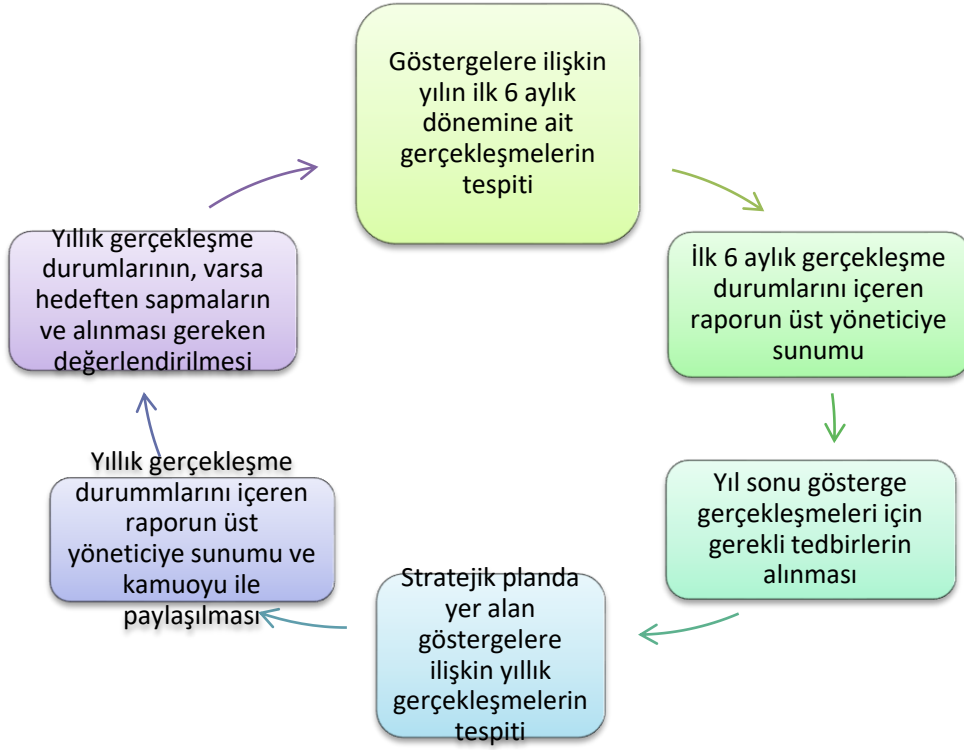 Göstergelere ilişkin
yılın ilk 6 aylık
dönemine ait
gerçekleşmelerin
tespiti
İlk 6 aylık gerçekleşme
durumlarını içeren
raporun üst yöneticiye
sunumu
Yıl sonu gösterge
gerçekleşmeleri için
gerekli tedbirlerin
alınması
Stratejik planda
yer alan
göstergelere
ilişkin yıllık
gerçekleşmelerin
tespiti
Yıllık gerçekleşme
durummlarını içeren
raporun üst
yöneticiye sunumu ve
kamuoyu ile
paylaşılması
Yıllık gerçekleşme
durumlarının, varsa
hedeften sapmaların
ve alınması gereken
değerlendirilmesi